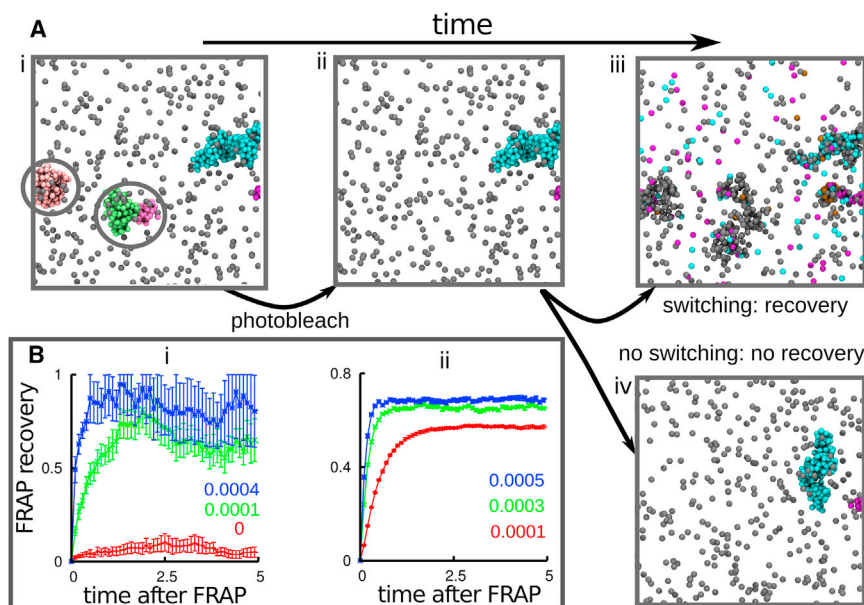 A
time
i
ii
iii
photobleach
switching: recovery
no switching: no recovery
iv
B
i
ii
FRAP recovery
1
0.5
0
0.0004
0.0001
0
0
2.5
5
time after FRAP
0.8
0.4
0
0.0005
0.0003
0.0001
0
2.5
5
time after FRAP